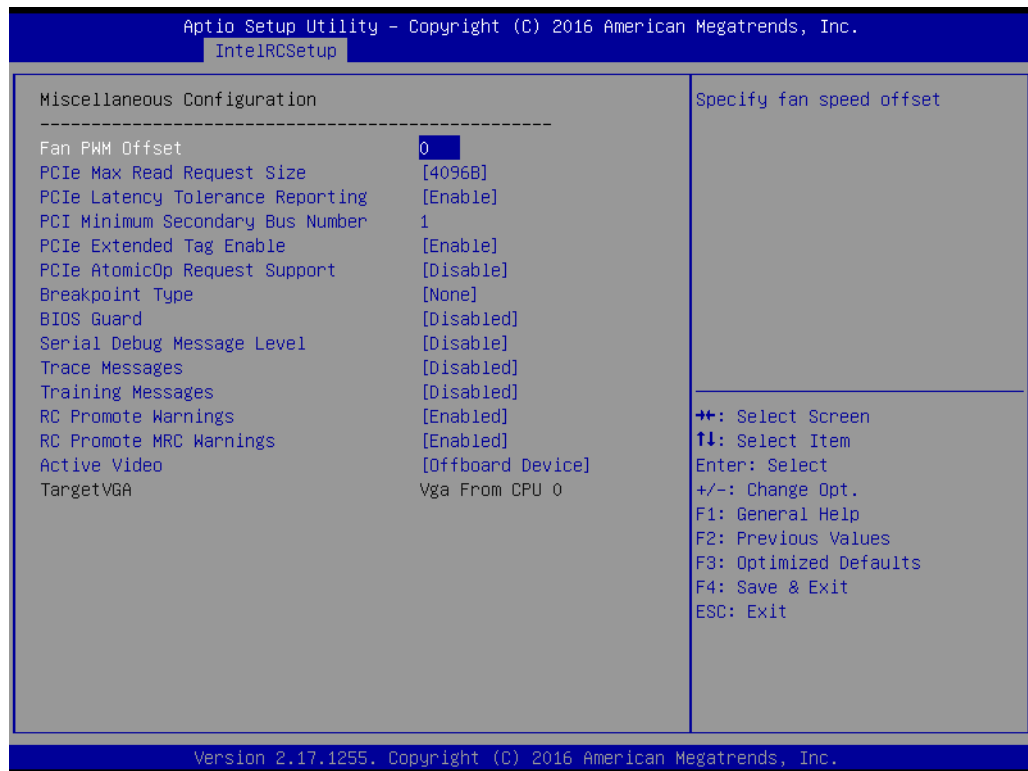 Aptio Setup Utility – Copyright (C) 2016 American Megatrends, Inc.
IntelRCSetup
Miscellaneous Configuration
--------------------------------------------------
Fan PWM Offset 0
PCIe Max Read Request Size [4096B]
PCIe Latency Tolerance Reporting [Enable]
PCI Minimum Secondary Bus Number 1
PCIe Extended Tag Enable [Enable]
PCIe AtomicOp Request Support [Disable]
Breakpoint Type [None]
BIOS Guard [Disabled]
Serial Debug Message Level [Disable]
Trace Messages [Disabled]
Training Messages [Disabled]
RC Promote Warnings [Enabled]
RC Promote MRC Warnings [Enabled]
Active Video [Offboard Device]
TargetVGA Vga From CPU 0
Specify fan speed offset
→←: Select Screen
↑↓: Select Item
Enter: Select
+/-: Change Opt.
F1: General Help
F2: Previous Values
F3: Optimized Defaults
F4: Save & Exit
ESC: Exit
Version 2.17.1255. Copyright (C) 2016 American Megatrends, Inc.